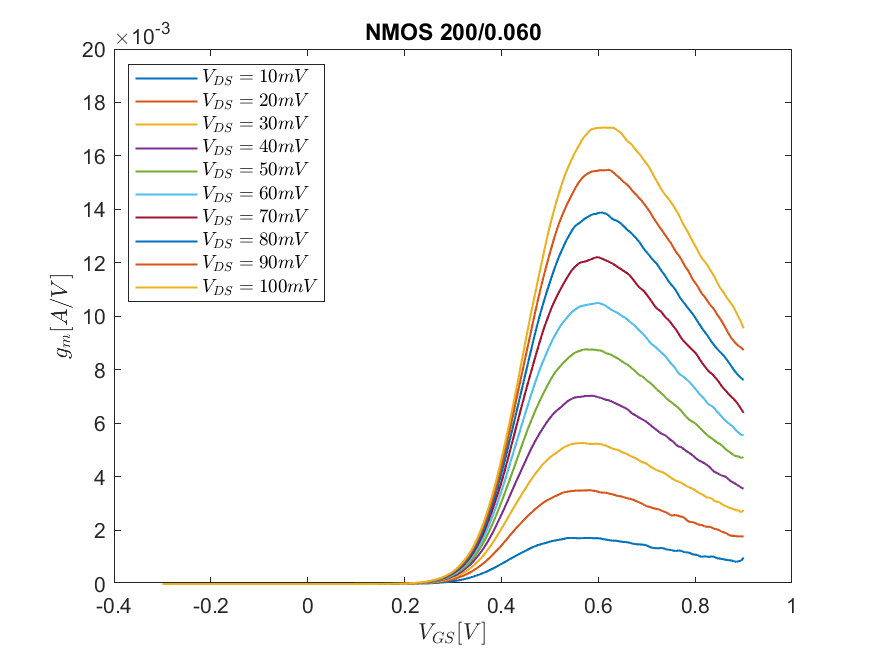 NMOS 200/0.060
×10⁻³
20
18
16
14
12
10
8
6
4
2
0
g_m[A/V]
V_DS = 10mV
V_DS = 20mV
V_DS = 30mV
V_DS = 40mV
V_DS = 50mV
V_DS = 60mV
V_DS = 70mV
V_DS = 80mV
V_DS = 90mV
V_DS = 100mV
-0.4 -0.2 0 0.2 0.4 0.6 0.8 1
V_GS[V]